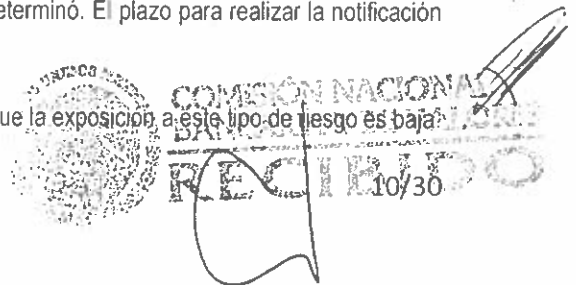 eterminó. El plazo para realizar la notificación
COMISIÓN NACIONAL
ue la exposición a este tipo de riesgo es baja.
RECIBIDO
10/30